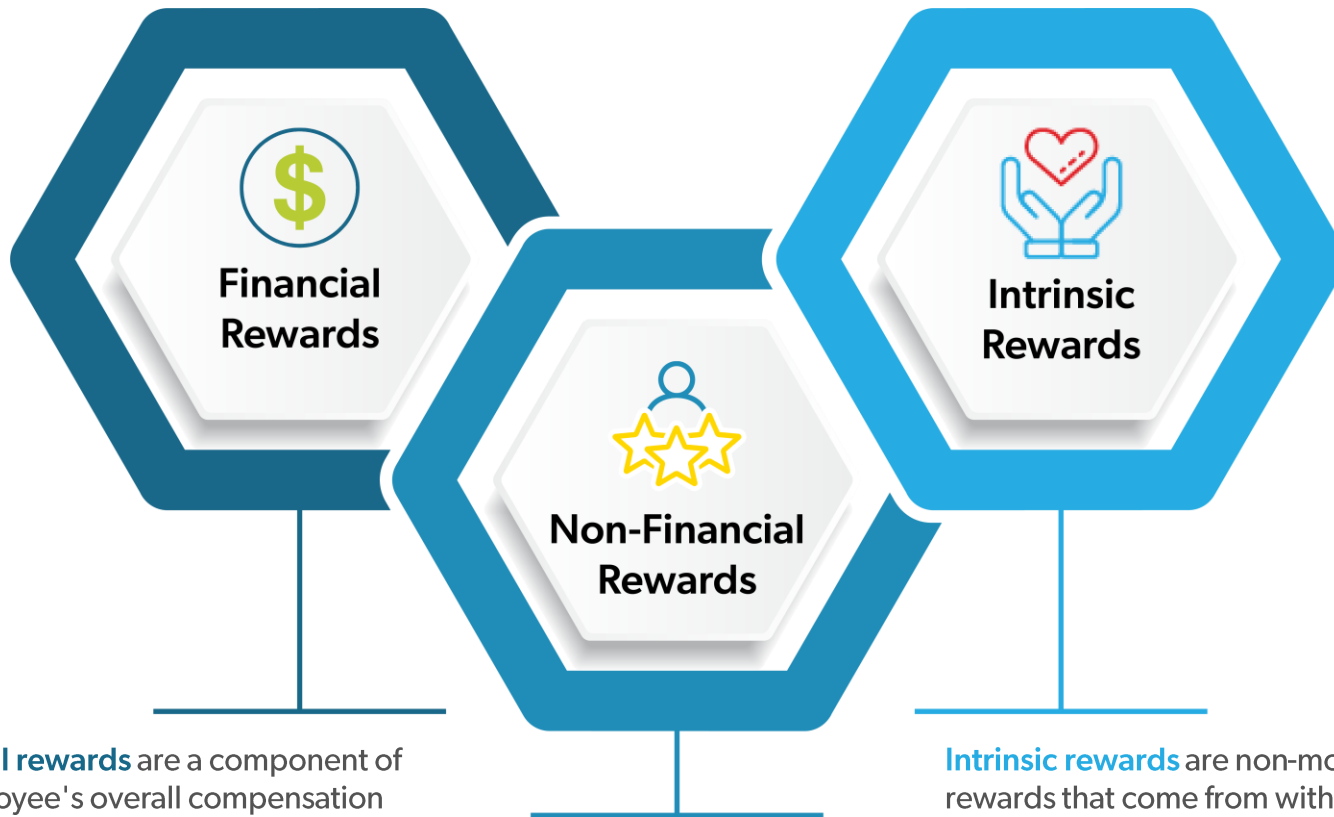 $
Financial
Rewards
Non-Financial
Rewards
Intrinsic
Rewards
rewards are a component of
overall compensation
Intrinsic rewards are
rewards that come from